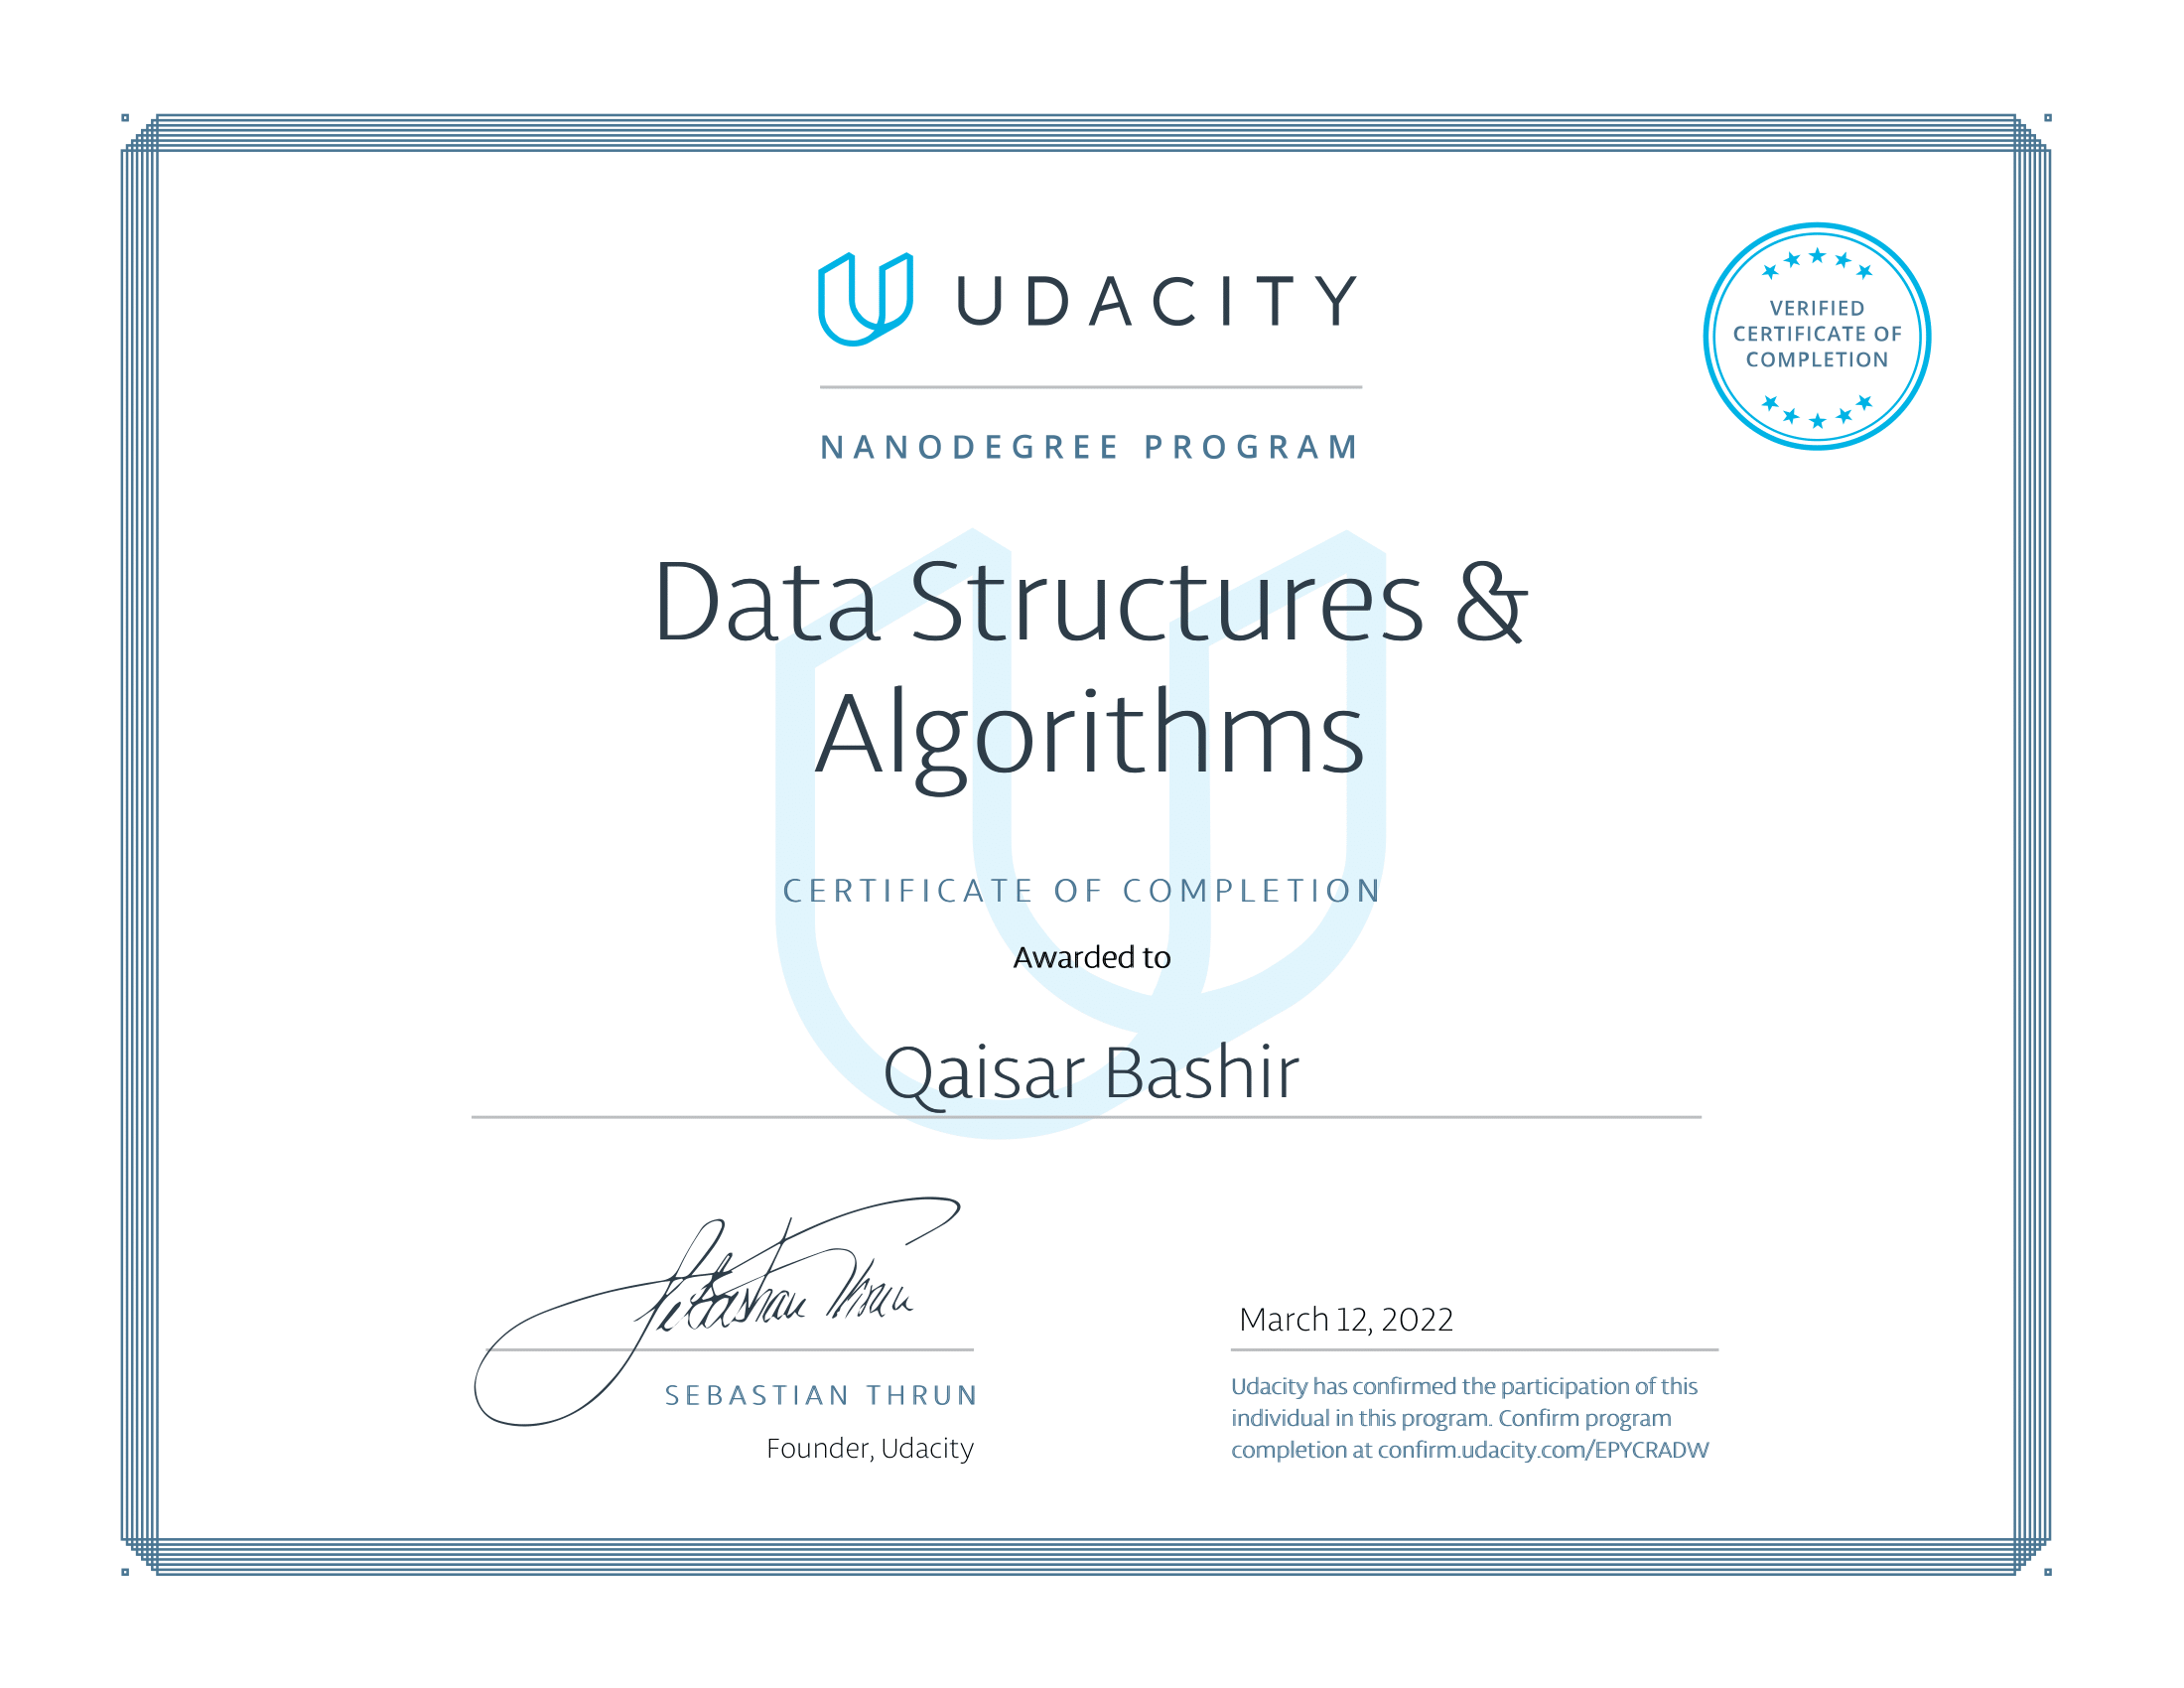 UDACITY
VERIFIED
CERTIFICATE OF
COMPLETION
NANODEGREE PROGRAM
Data Structures &
Algorithms
CERTIFICATE OF COMPLETION
Awarded to
Qaisar Bashir
Sebastian Thrun
SEBASTIAN THRUN
Founder, Udacity
March 12, 2022
Udacity has confirmed the participation of this
individual in this program. Confirm program
completion at confirm.udacity.com/EPYCRADW